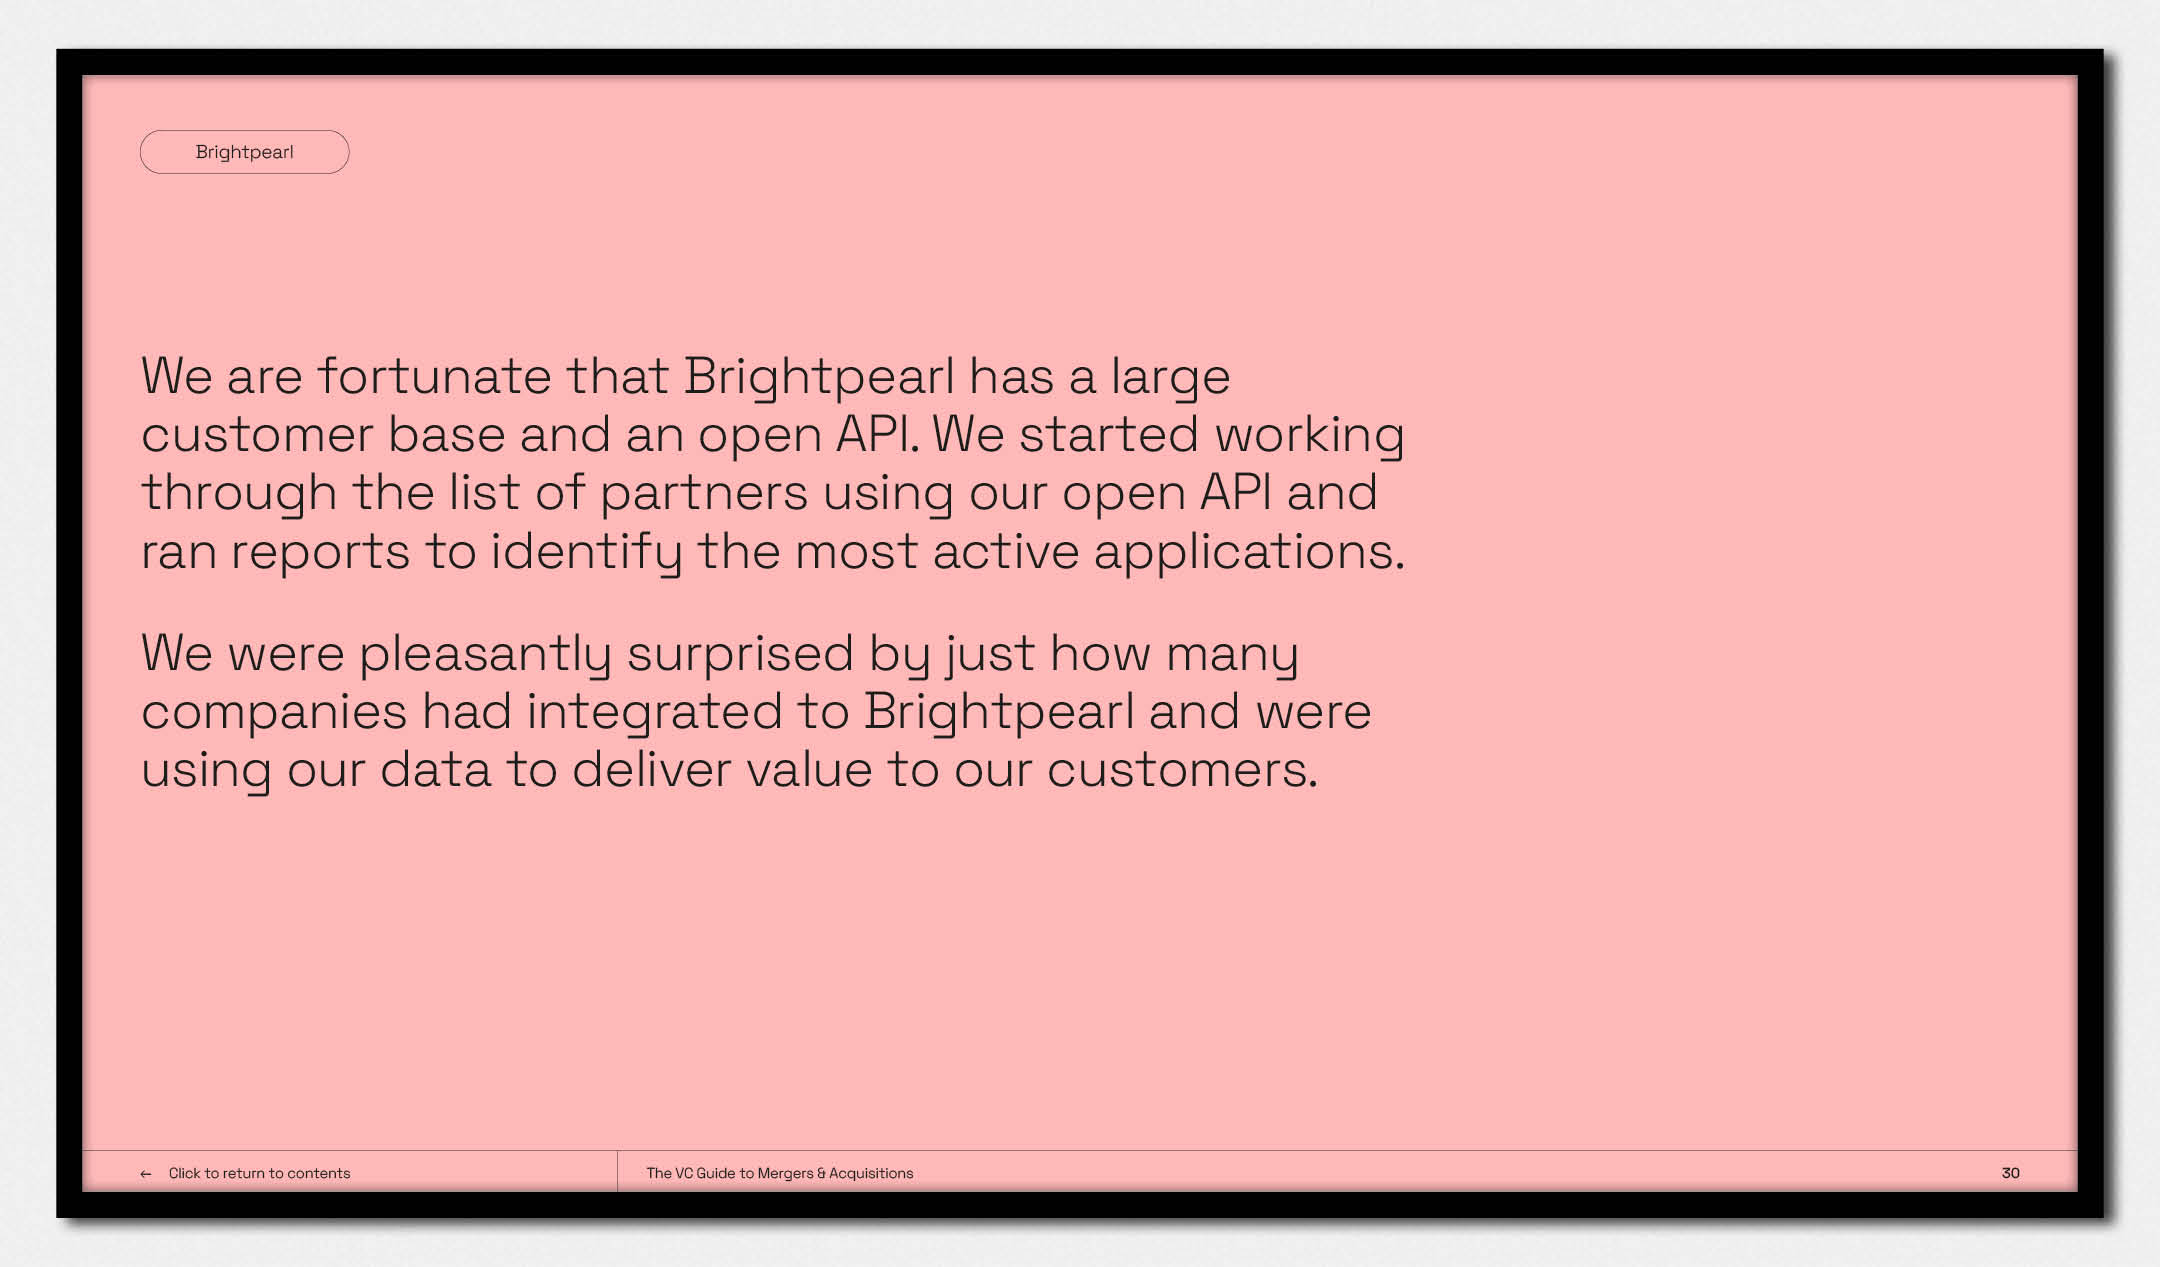 Brightpearl
We are fortunate that Brightpearl has a large
customer base and an open API. We started working
through the list of partners using our open API and
ran reports to identify the most active applications.
We were pleasantly surprised by just how many
companies had integrated to Brightpearl and were
using our data to deliver value to our customers.
← Click to return to contents
The VC Guide to Mergers & Acquisitions
30